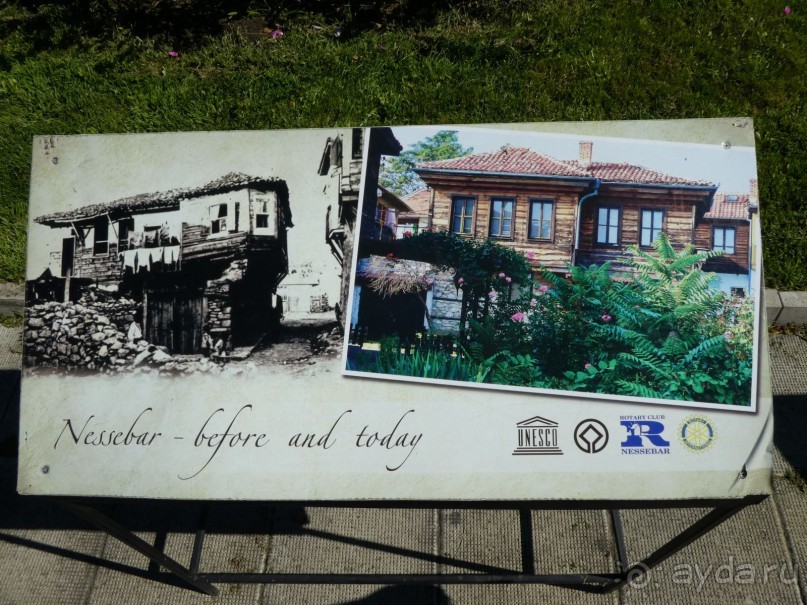 Nessebar - before and today
UNESCO
ROTARY CLUB
R
NESSEBAR
ayda.ru